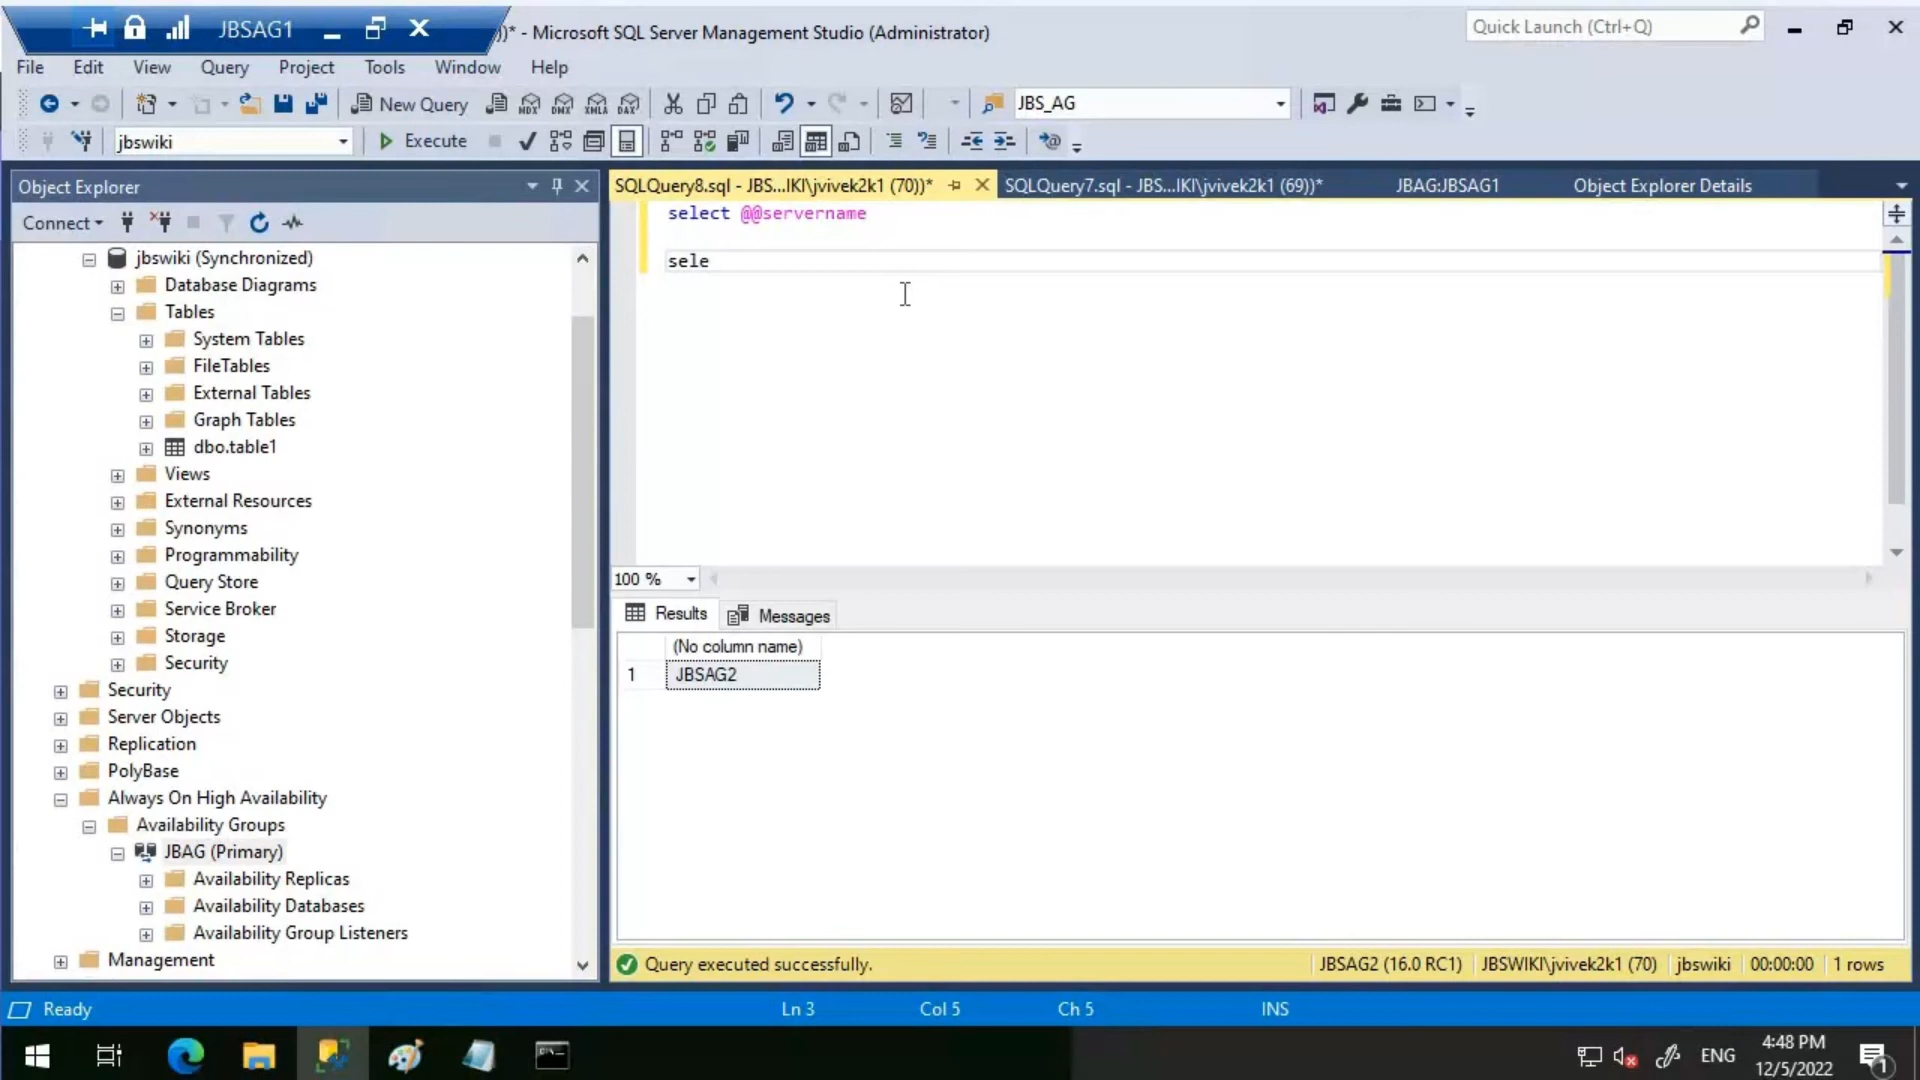 JBSAG1
))* - Microsoft SQL Server Management Studio (Administrator)
Quick Launch (Ctrl+Q)
File Edit View Query Project Tools Window Help
New Query MDX DMX XMLA DAX JBS_AG
jbswiki Execute
Object Explorer
SQLQuery8.sql - JBS...IKI\jvivek2k1 (70))* SQLQuery7.sql - JBS...IKI\jvivek2k1 (69))* JBAG:JBSAG1 Object Explorer Details
Connect
select @@servername
sele
jbswiki (Synchronized)
Database Diagrams
Tables
System Tables
FileTables
External Tables
Graph Tables
dbo.table1
Views
External Resources
Synonyms
Programmability
Query Store
Service Broker
Storage
Security
Security
Server Objects
Replication
PolyBase
Always On High Availability
Availability Groups
JBAG (Primary)
Availability Replicas
Availability Databases
Availability Group Listeners
Management
100 %
Results Messages
(No column name)
1 JBSAG2
Query executed successfully. JBSAG2 (16.0 RC1) JBSWIKI\jvivek2k1 (70) jbswiki 00:00:00 1 rows
Ready Ln 3 Col 5 Ch 5 INS
ENG
4:48 PM
12/5/2022
1